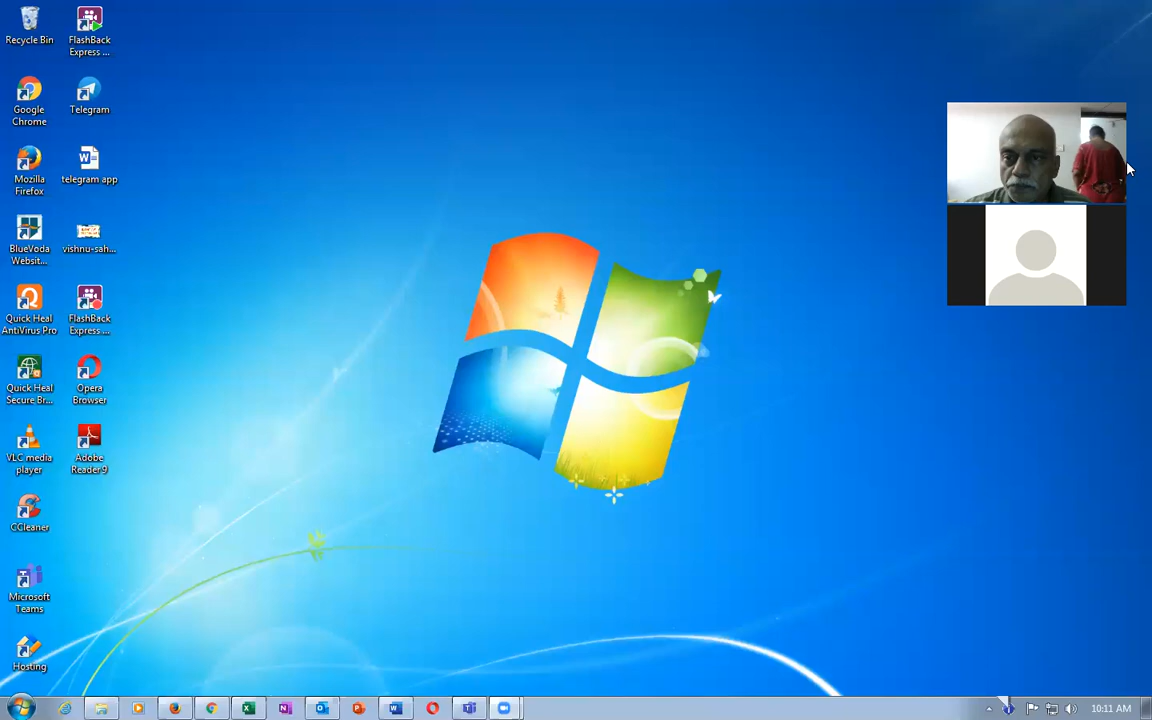 Recycle Bin
FlashBack
Express ...
Google
Chrome
Telegram
Mozilla
Firefox
telegram app
BlueVoda
Websit...
vishnu-sah...
Quick Heal
AntiVirus Pro
FlashBack
Express ...
Quick Heal
Secure Br...
Opera
Browser
VLC media
player
Adobe
Reader 9
CCleaner
Microsoft
Teams
Hosting
10:11 AM